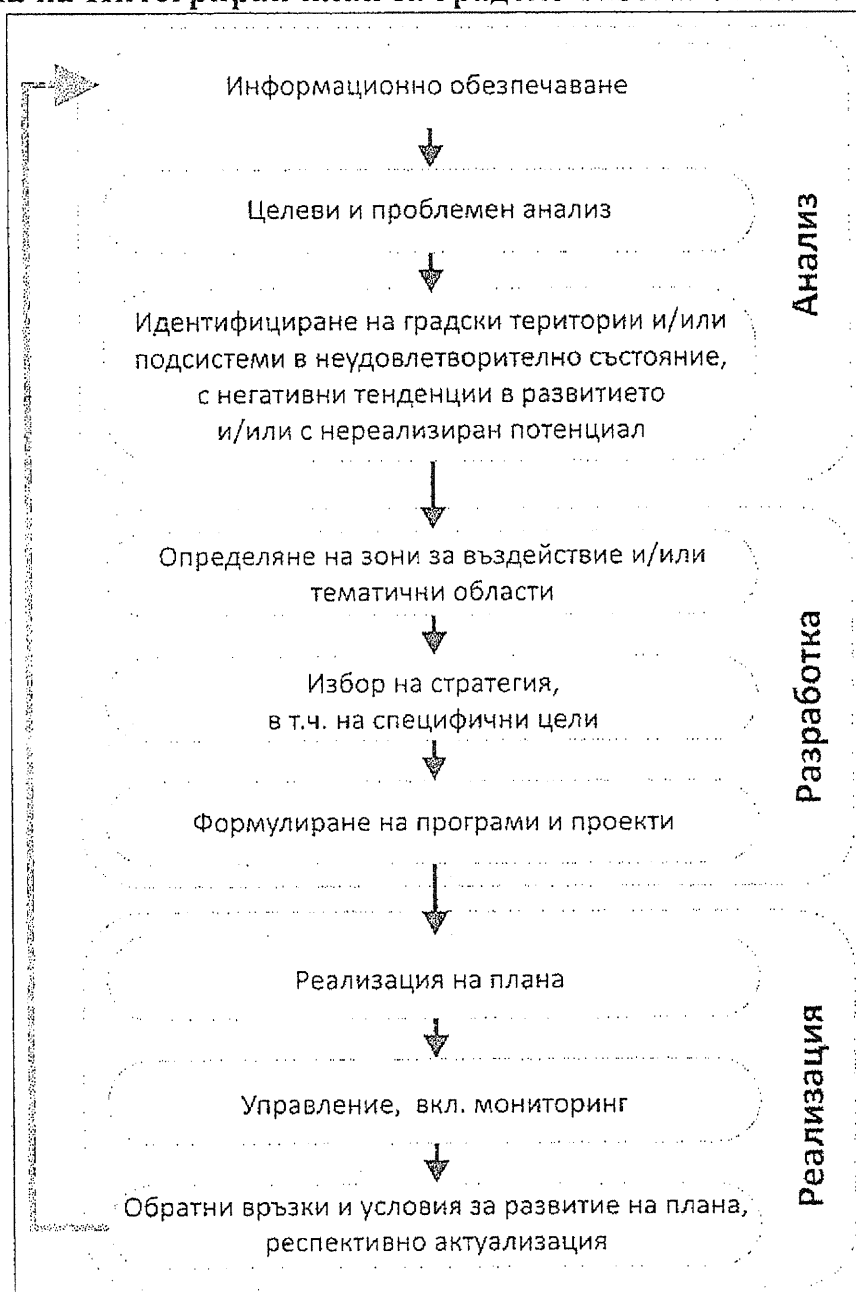 Информационно обезпечаване
Целеви и проблемен анализ
Идентифициране на градски територии и/или
подсистеми в неудовлетворително състояние,
с негативни тенденции в развитието
и/или с нереализиран потенциал
Анализ
Определяне на зони за въздействие и/или
тематични области
Избор на стратегия,
в т.ч. на специфични цели
Формулиране на програми и проекти
Разработка
Реализация на плана
Управление, вкл. мониторинг
Обратни връзки и условия за развитие на плана,
респективно актуализация
Реализация